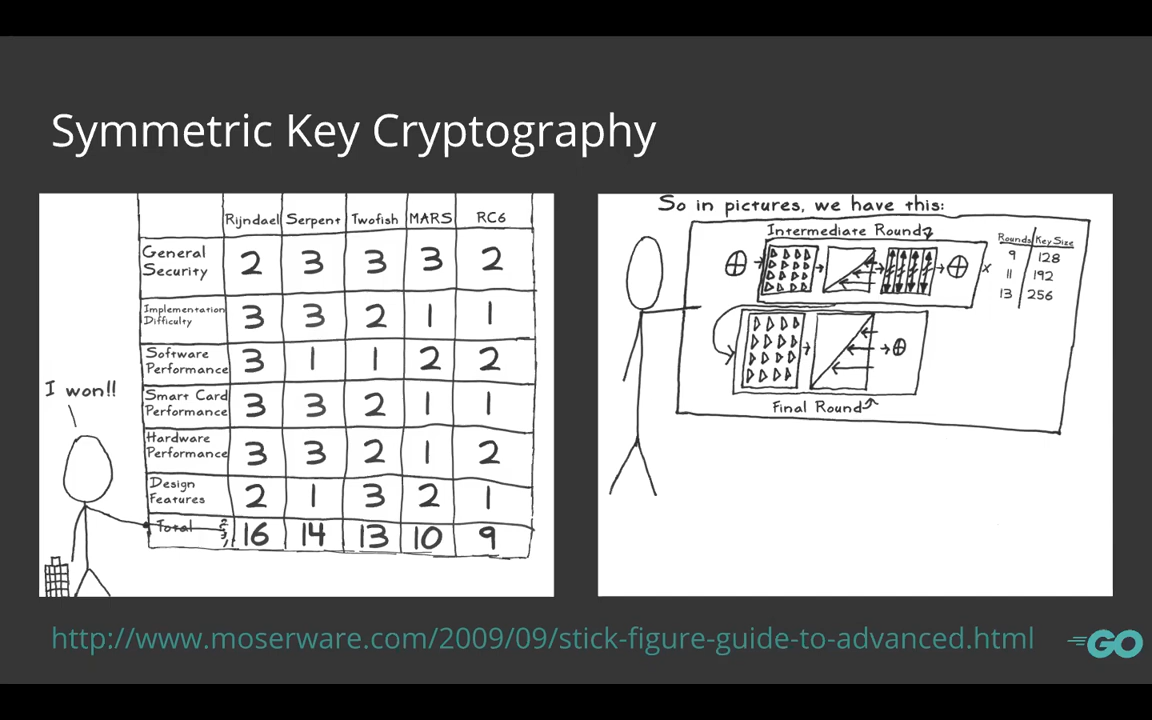 Symmetric Key Cryptography
Rijndael Serpent Twofish MARS RC6
General
Security 2 3 3 3 2
Implementation
Difficulty 3 3 2 1 1
Software
Performance 3 1 1 2 2
Smart Card
Performance 3 3 2 1 1
Hardware
Performance 3 3 2 1 2
Design
Features 2 1 3 2 1
Total 16 14 13 10 9
I won!!
So in pictures, we have this:
Intermediate Round
Rounds Key Size
9 128
11 192
13 256
x
Final Round
http://www.moserware.com/2009/09/stick-figure-guide-to-advanced.html
GO